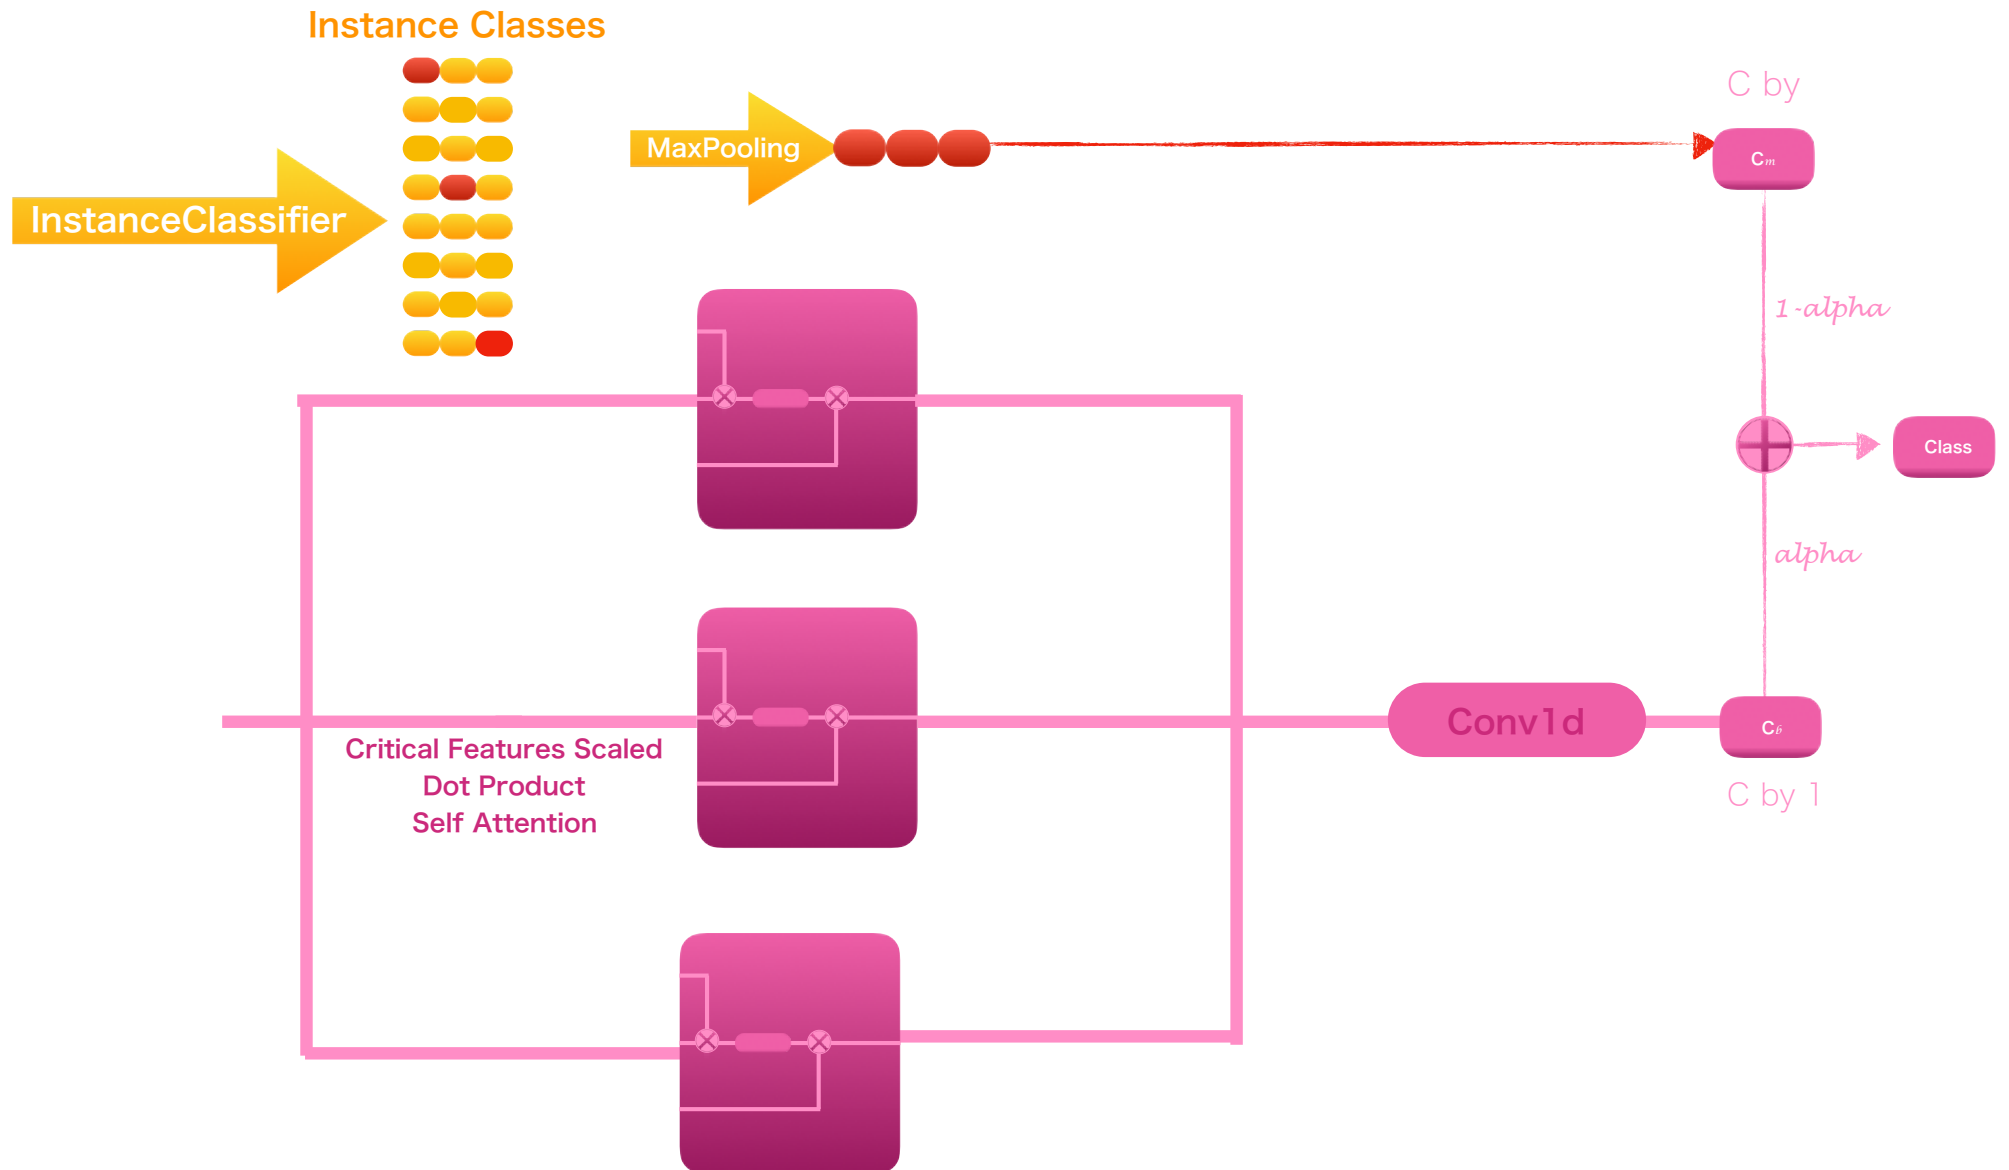 Instance Classes
C by
MaxPooling
Cm
InstanceClassifier
1-alpha
Class
alpha
Conv1d
Cb
Critical Features Scaled
Dot Product
Self Attention
C by 1